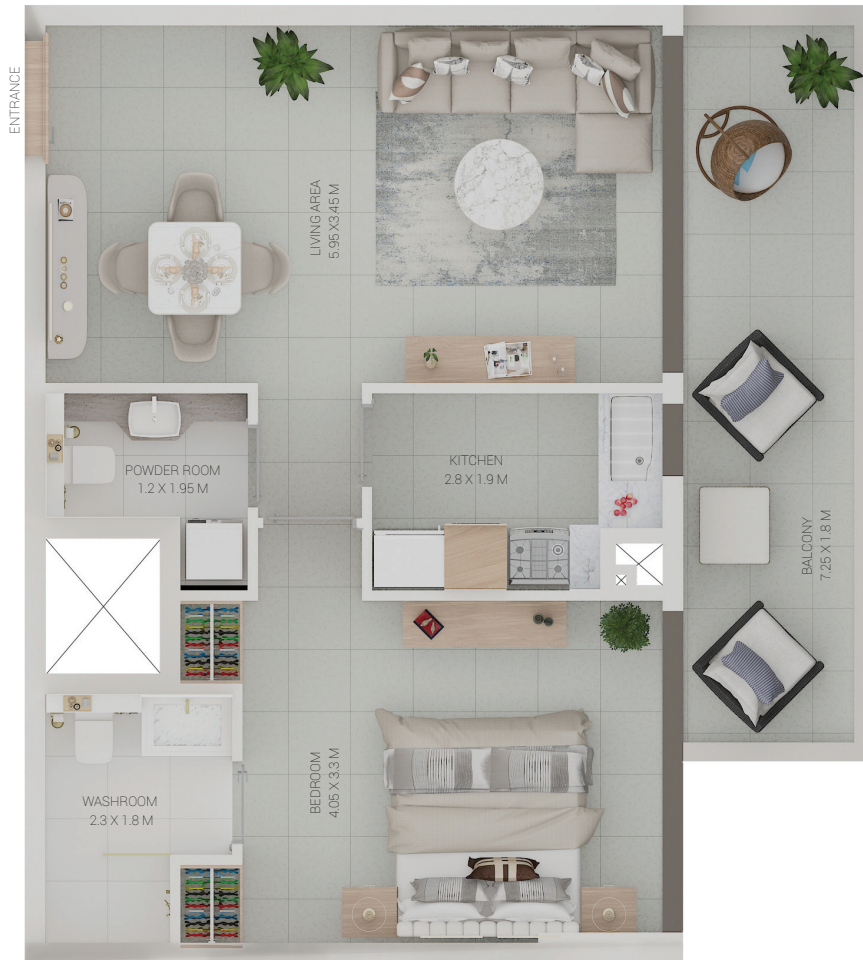 ENTRANCE
LIVING AREA
5.95 X3.45 M
POWDER ROOM
1.2 X 1.95 M
KITCHEN
2.8 X 1.9 M
BALCONY
7.25 X 1.8 M
BEDROOM
4.05 X 3.3 M
WASHROOM
2.3 X 1.8 M